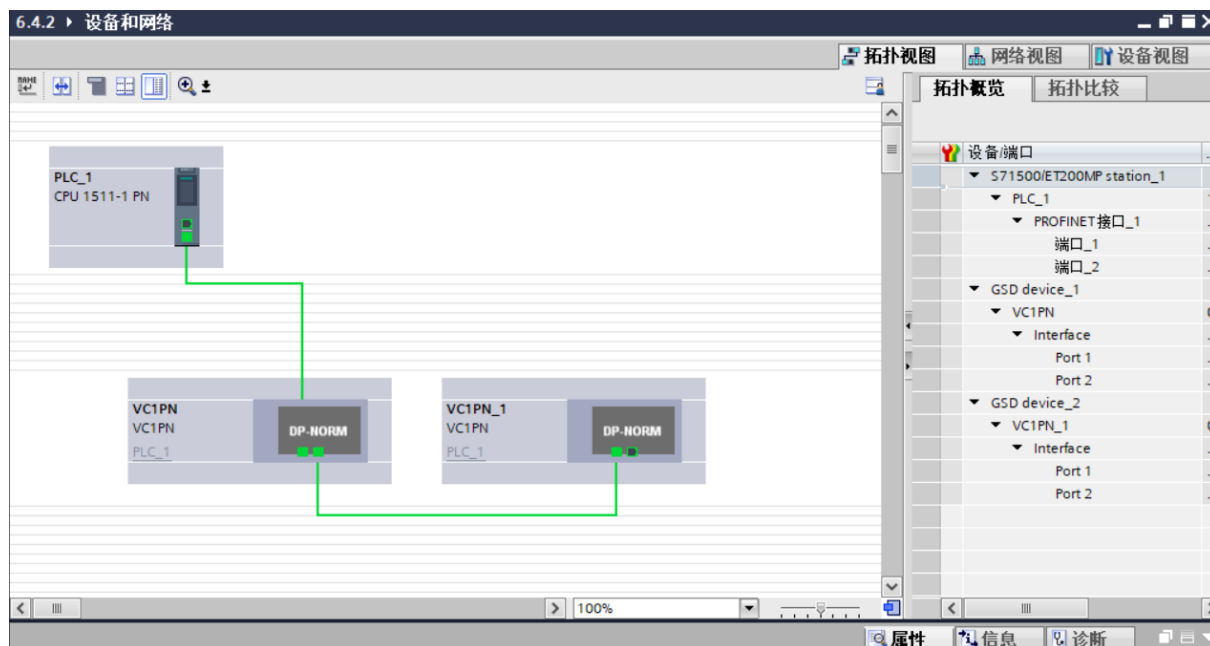 6.4.2 ▸ 设备和网络
拓扑视图 网络视图 设备视图
拓扑概览 拓扑比较
设备/端口
S71500/ET200MP station_1
PLC_1
PROFINET接口_1
端口_1
端口_2
GSD device_1
VC1PN
Interface
Port 1
Port 2
GSD device_2
VC1PN_1
Interface
Port 1
Port 2
PLC_1
CPU 1511-1 PN
VC1PN
VC1PN
PLC_1
DP-NORM
VC1PN_1
VC1PN
PLC_1
DP-NORM
100%
属性 信息 诊断